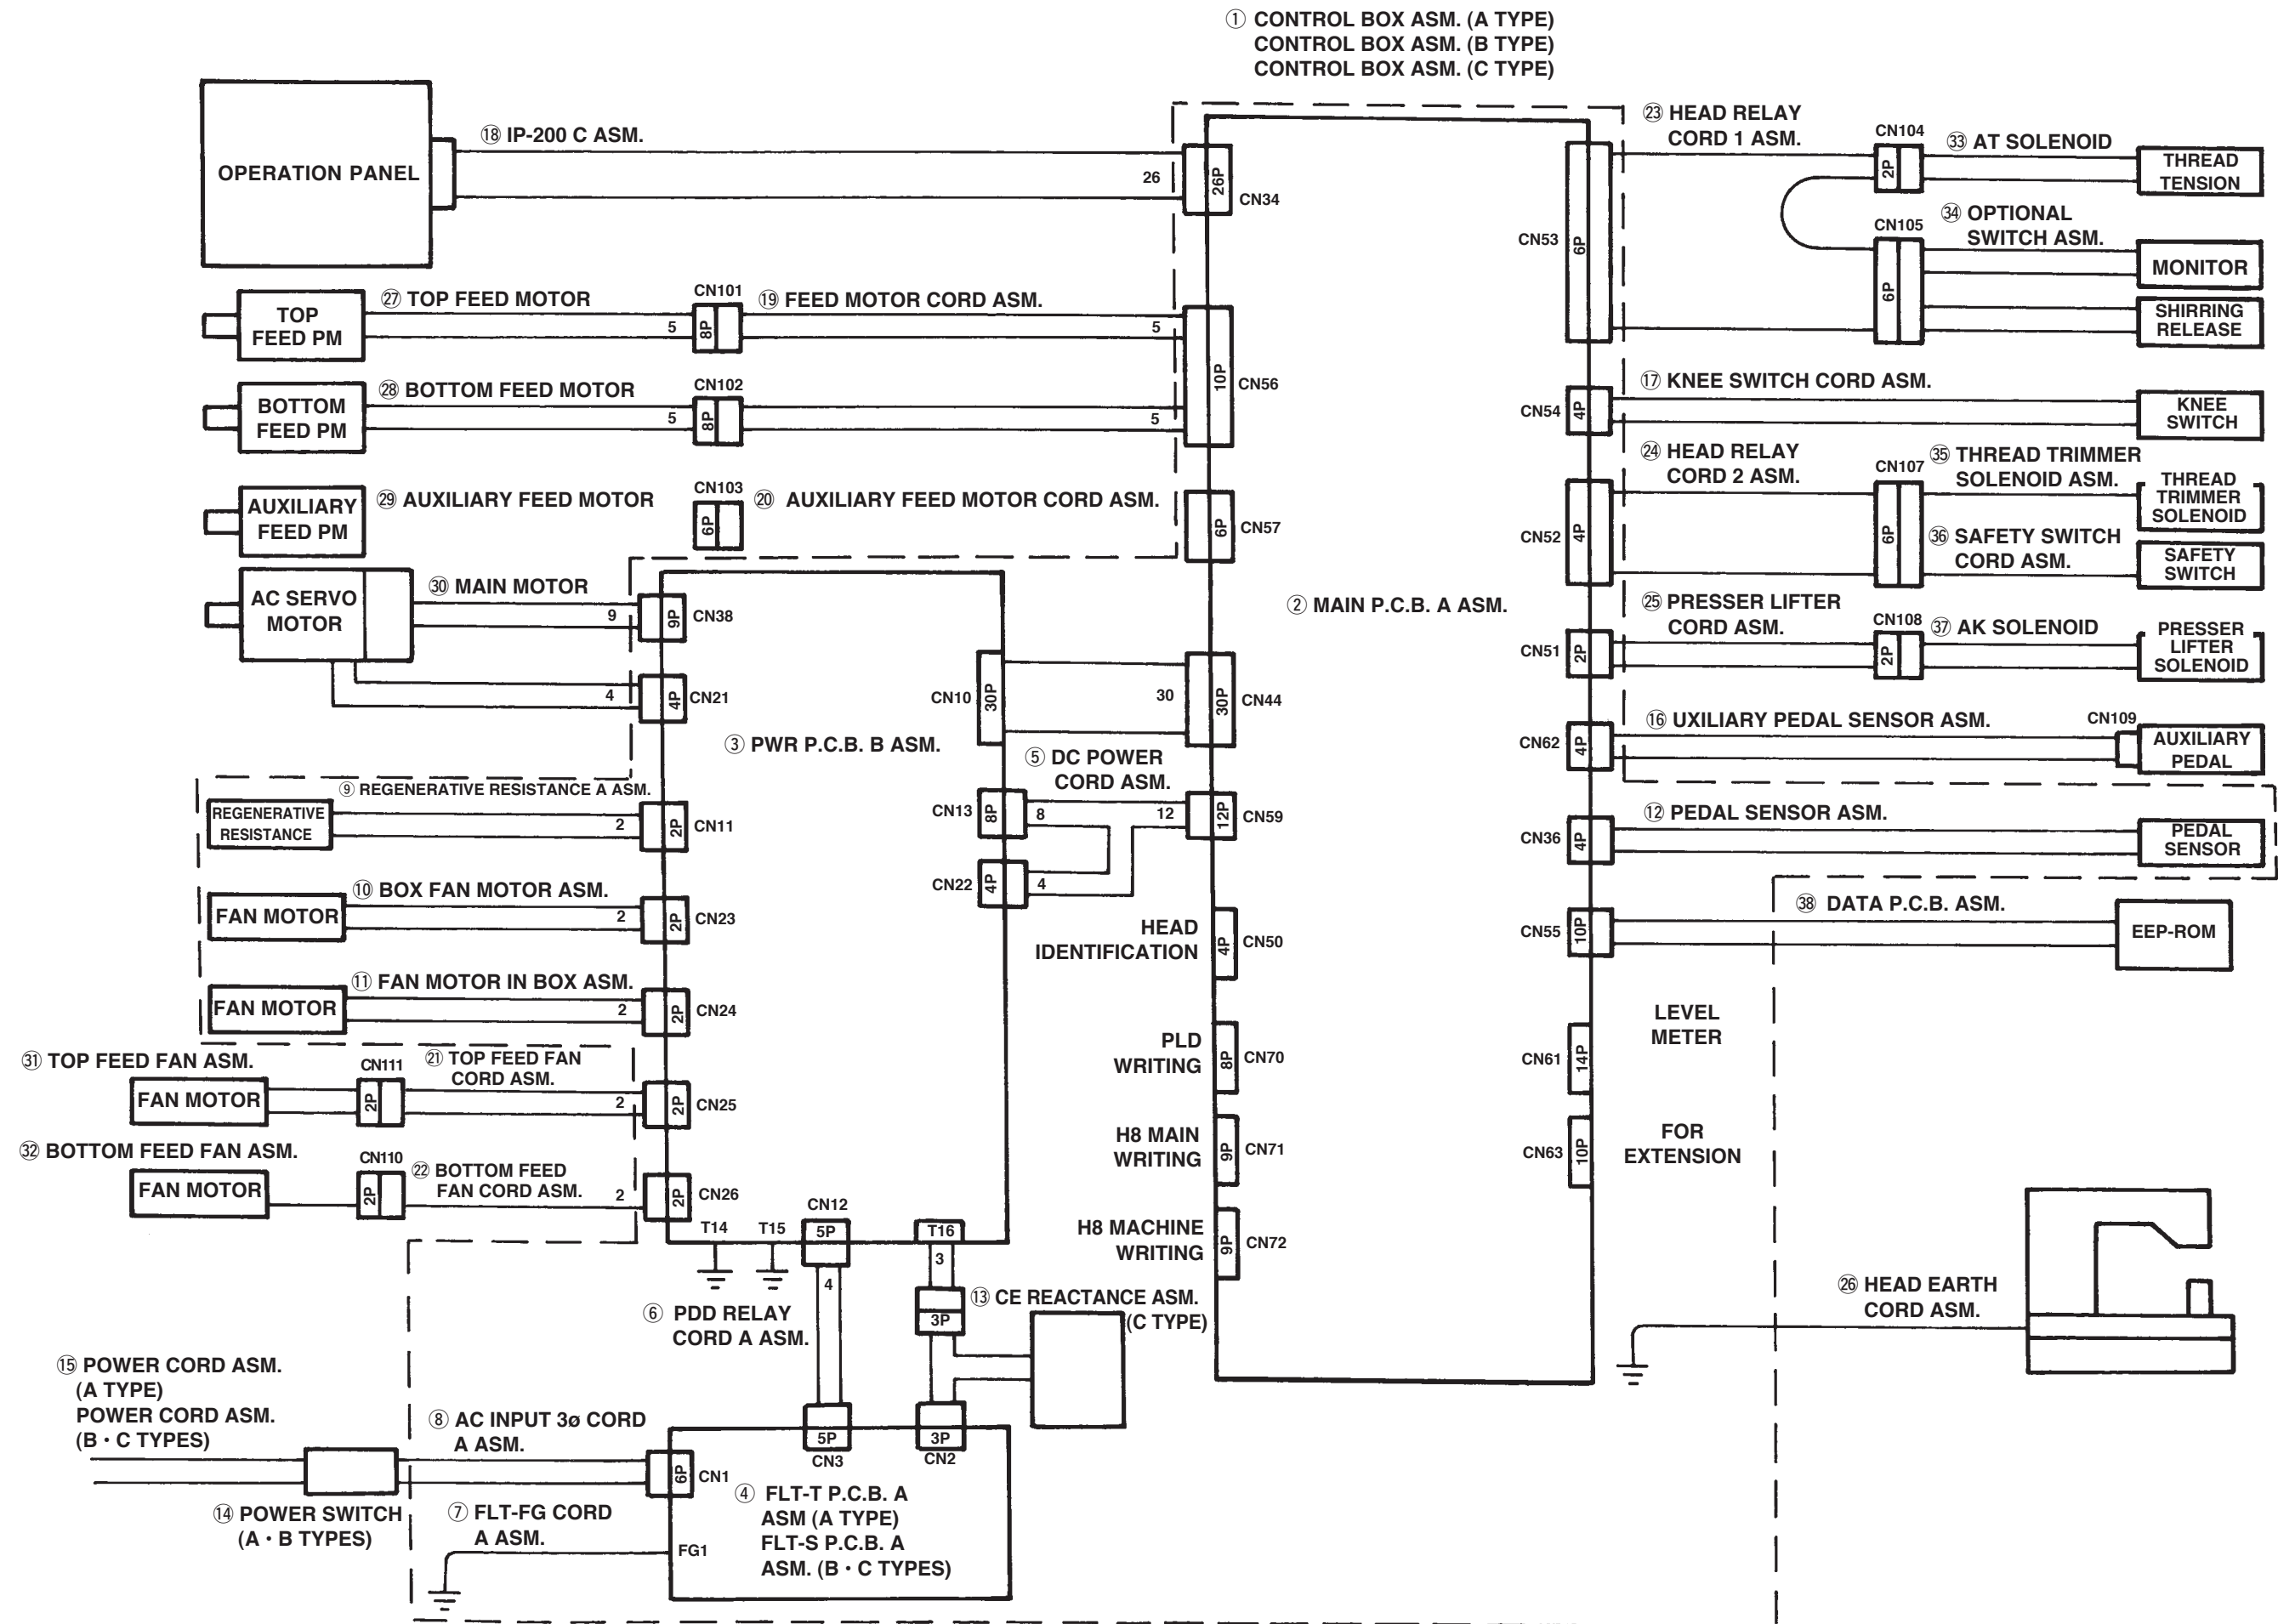 ① CONTROL BOX ASM. (A TYPE)
CONTROL BOX ASM. (B TYPE)
CONTROL BOX ASM. (C TYPE)
OPERATION PANEL
⑱ IP-200 C ASM.
26
26P
CN34
TOP
FEED PM
㉗ TOP FEED MOTOR
5
CN101
8P
⑲ FEED MOTOR CORD ASM.
5
10P
CN56
BOTTOM
FEED PM
㉘ BOTTOM FEED MOTOR
5
CN102
8P
5
AUXILIARY
FEED PM
㉙ AUXILIARY FEED MOTOR
CN103
6P
⑳ AUXILIARY FEED MOTOR CORD ASM.
6P
CN57
AC SERVO
MOTOR
㉚ MAIN MOTOR
9
9P
CN38
4
4P
CN21
③ PWR P.C.B. B ASM.
CN10
30P
30
30P
CN44
⑤ DC POWER
CORD ASM.
CN13
8P
8
12
12P
CN59
CN22
4P
4
⑨ REGENERATIVE RESISTANCE A ASM.
REGENERATIVE
RESISTANCE
2
2P
CN11
⑩ BOX FAN MOTOR ASM.
FAN MOTOR
2
2P
CN23
⑪ FAN MOTOR IN BOX ASM.
FAN MOTOR
2
2P
CN24
㉛ TOP FEED FAN ASM.
FAN MOTOR
CN111
2P
㉑ TOP FEED FAN
CORD ASM.
2
2P
CN25
㉜ BOTTOM FEED FAN ASM.
FAN MOTOR
CN110
2P
㉒ BOTTOM FEED
FAN CORD ASM.
2
2P
CN26
T14
T15
CN12
5P
T16
4
3
⑥ PDD RELAY
CORD A ASM.
3P
⑬ CE REACTANCE ASM.
(C TYPE)
⑮ POWER CORD ASM.
(A TYPE)
POWER CORD ASM.
(B・C TYPES)
⑧ AC INPUT 3ø CORD
A ASM.
6P
CN1
5P
CN3
3P
CN2
⑭ POWER SWITCH
(A・B TYPES)
⑦ FLT-FG CORD
A ASM.
FG1
④ FLT-T P.C.B. A
ASM (A TYPE)
FLT-S P.C.B. A
ASM. (B・C TYPES)
② MAIN P.C.B. A ASM.
HEAD
IDENTIFICATION
4P
CN50
PLD
WRITING
8P
CN70
H8 MAIN
WRITING
9P
CN71
H8 MACHINE
WRITING
9P
CN72
㉓ HEAD RELAY
CORD 1 ASM.
CN53
6P
CN104
2P
㉝ AT SOLENOID
THREAD
TENSION
CN105
6P
㉞ OPTIONAL
SWITCH ASM.
MONITOR
SHIRRING
RELEASE
⑰ KNEE SWITCH CORD ASM.
CN54
4P
KNEE
SWITCH
㉔ HEAD RELAY
CORD 2 ASM.
CN52
4P
CN107
6P
㉟ THREAD TRIMMER
SOLENOID ASM.
THREAD
TRIMMER
SOLENOID
㊱ SAFETY SWITCH
CORD ASM.
SAFETY
SWITCH
㉕ PRESSER LIFTER
CORD ASM.
CN51
2P
CN108
2P
㊲ AK SOLENOID
PRESSER
LIFTER
SOLENOID
⑯ UXILIARY PEDAL SENSOR ASM.
CN62
4P
CN109
AUXILIARY
PEDAL
⑫ PEDAL SENSOR ASM.
CN36
4P
PEDAL
SENSOR
㊳ DATA P.C.B. ASM.
CN55
10P
EEP-ROM
CN61
14P
LEVEL
METER
CN63
10P
FOR
EXTENSION
㉖ HEAD EARTH
CORD ASM.